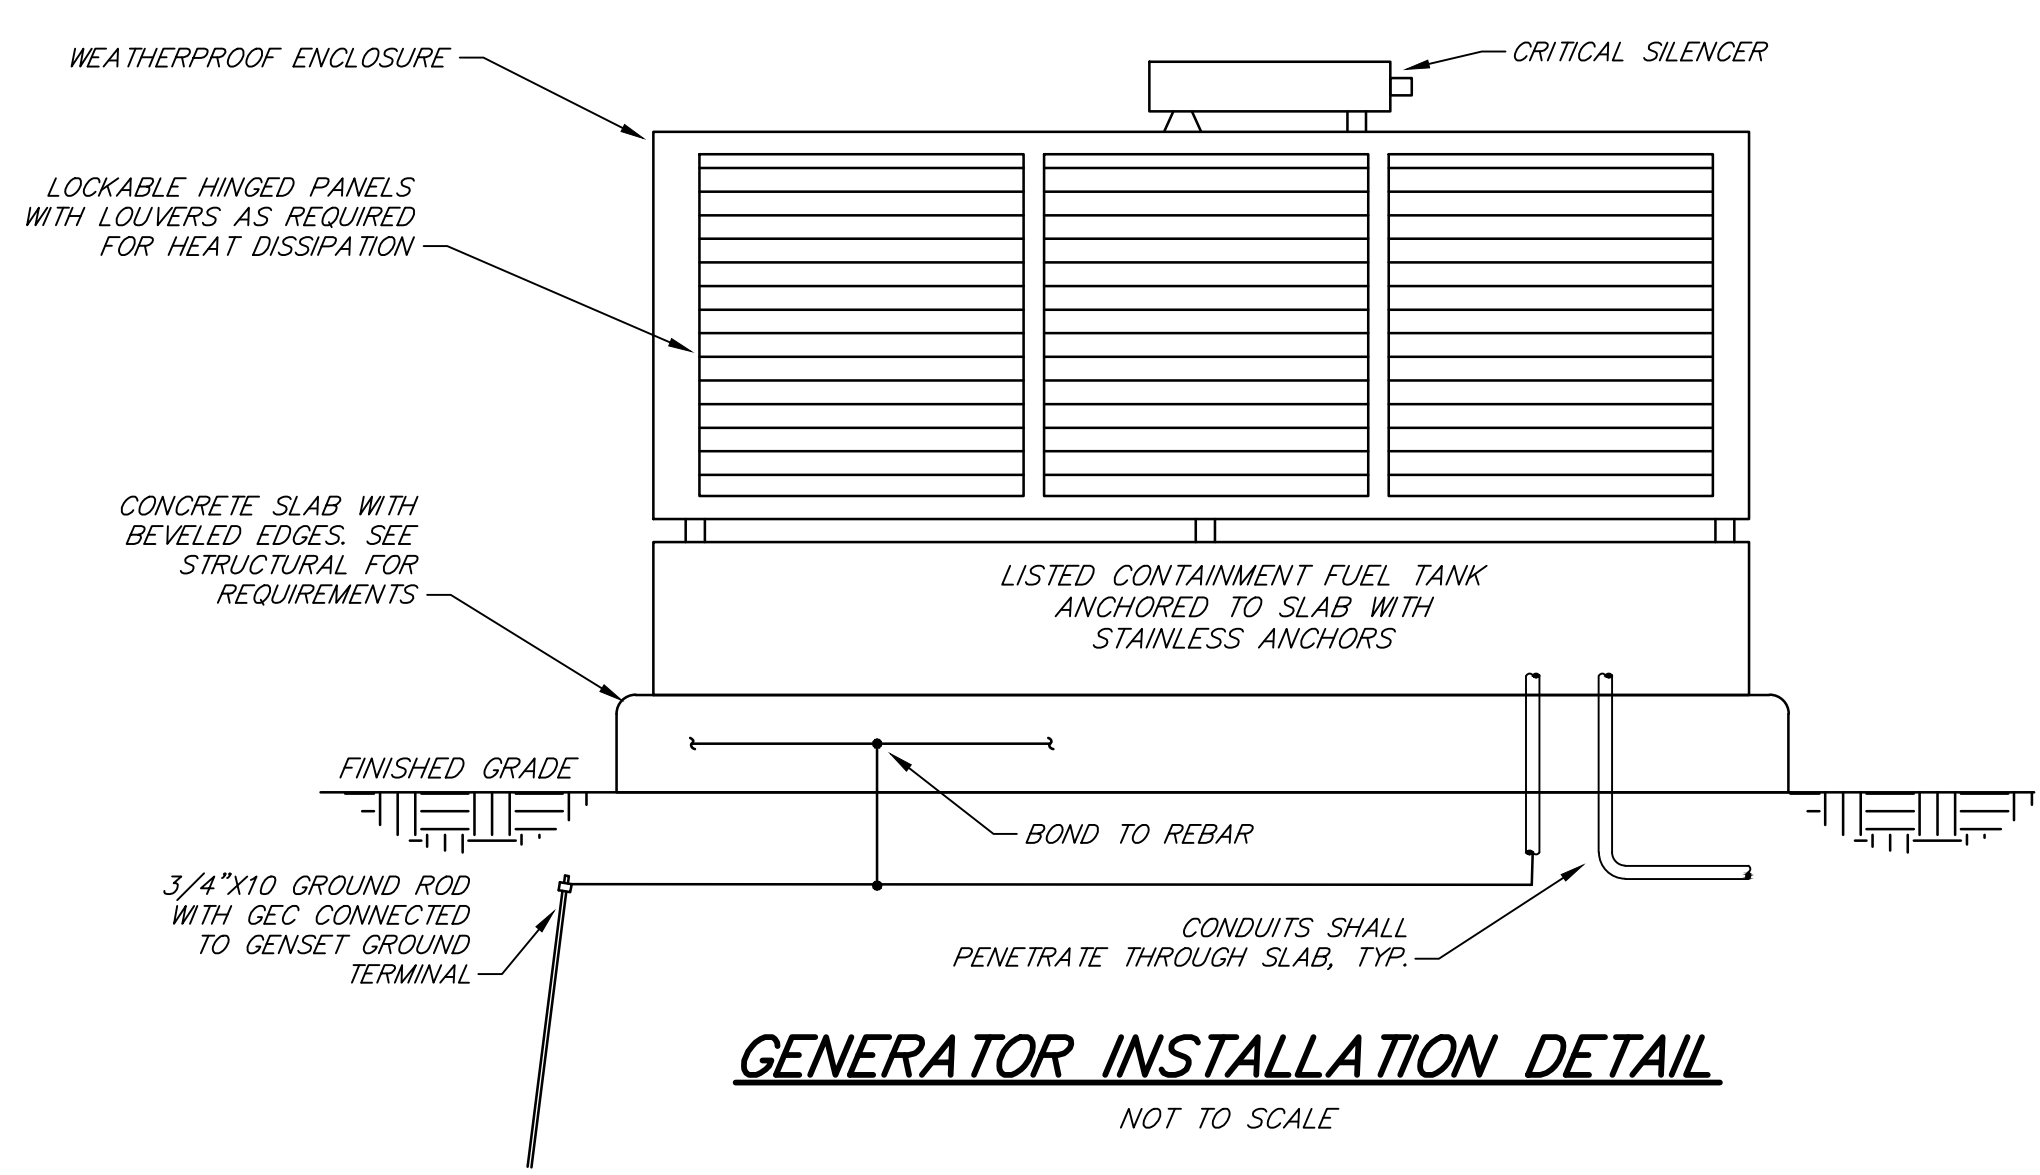 WEATHERPROOF ENCLOSURE
CRITICAL SILENCER
LOCKABLE HINGED PANELS
WITH LOUVERS AS REQUIRED
FOR HEAT DISSIPATION
CONCRETE SLAB WITH
BEVELED EDGES. SEE
STRUCTURAL FOR
REQUIREMENTS
LISTED CONTAINMENT FUEL TANK
ANCHORED TO SLAB WITH
STAINLESS ANCHORS
FINISHED GRADE
BOND TO REBAR
3/4"X10 GROUND ROD
WITH GEC CONNECTED
TO GENSET GROUND
TERMINAL
CONDUITS SHALL
PENETRATE THROUGH SLAB, TYP.
GENERATOR INSTALLATION DETAIL
NOT TO SCALE